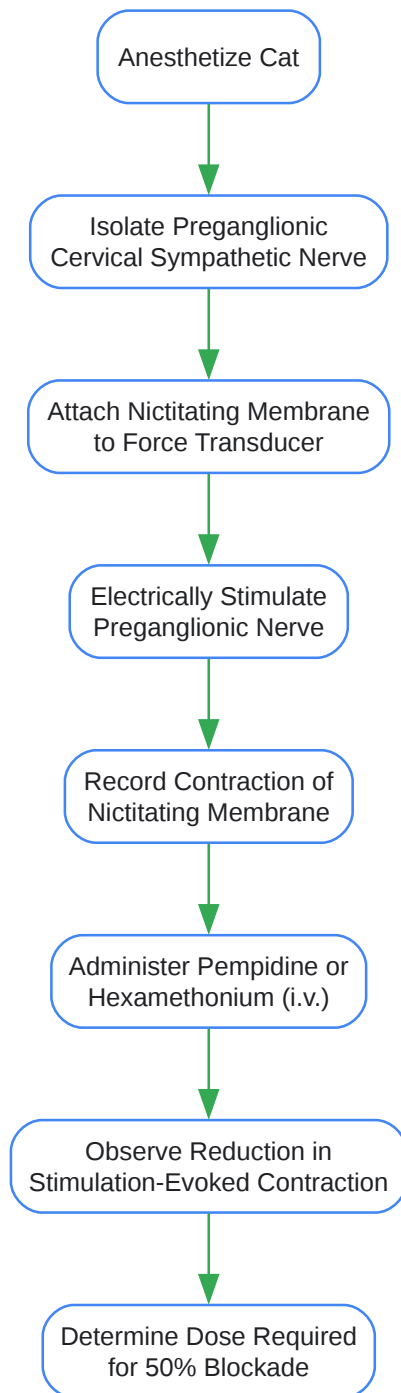 Anesthetize Cat
Isolate Preganglionic
Cervical Sympathetic Nerve
Attach Nictitating Membrane
to Force Transducer
Electrically Stimulate
Preganglionic Nerve
Record Contraction of
Nictitating Membrane
Administer Pempidine or
Hexamethonium (i.v.)
Observe Reduction in
Stimulation-Evoked Contraction
Determine Dose Required
for 50% Blockade